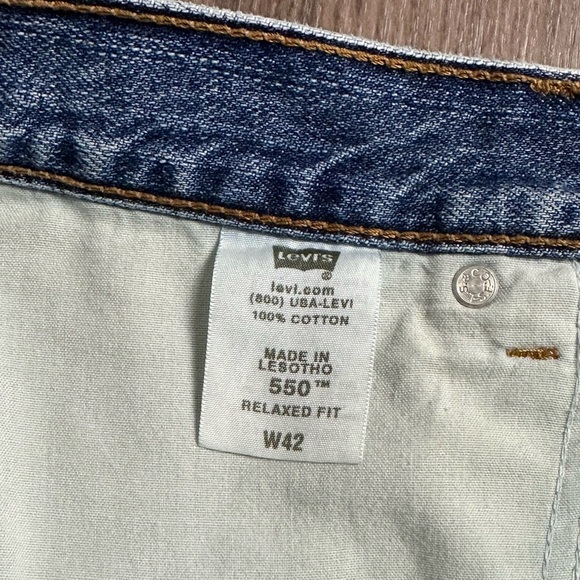 Levi's
®
levi.com
(800) USA-LEVI
100% COTTON
MADE IN
LESOTHO
550™
RELAXED FIT
W42